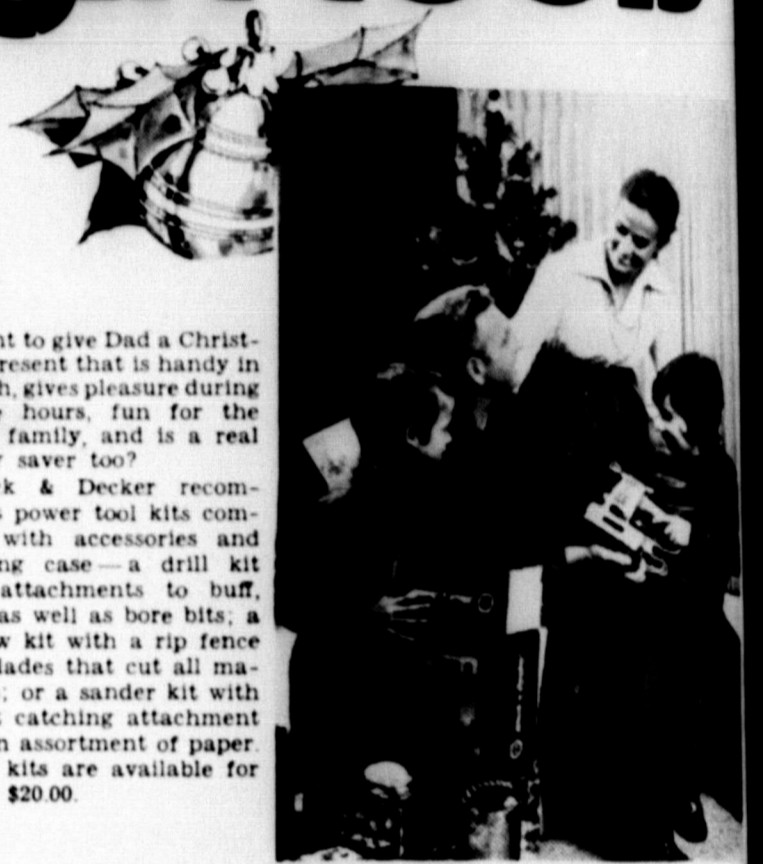 nt to give Dad a Christ-
resent that is handy in
h, gives pleasure during
hours, fun for the
family, and is a real
saver too?
k & Decker recom-
power tool kits com-
with accessories and
ng case — a drill kit
attachments to buff,
as well as bore bits; a
w kit with a rip fence
lades that cut all ma-
; or a sander kit with
catching attachment
n assortment of paper.
kits are available for
$20.00.